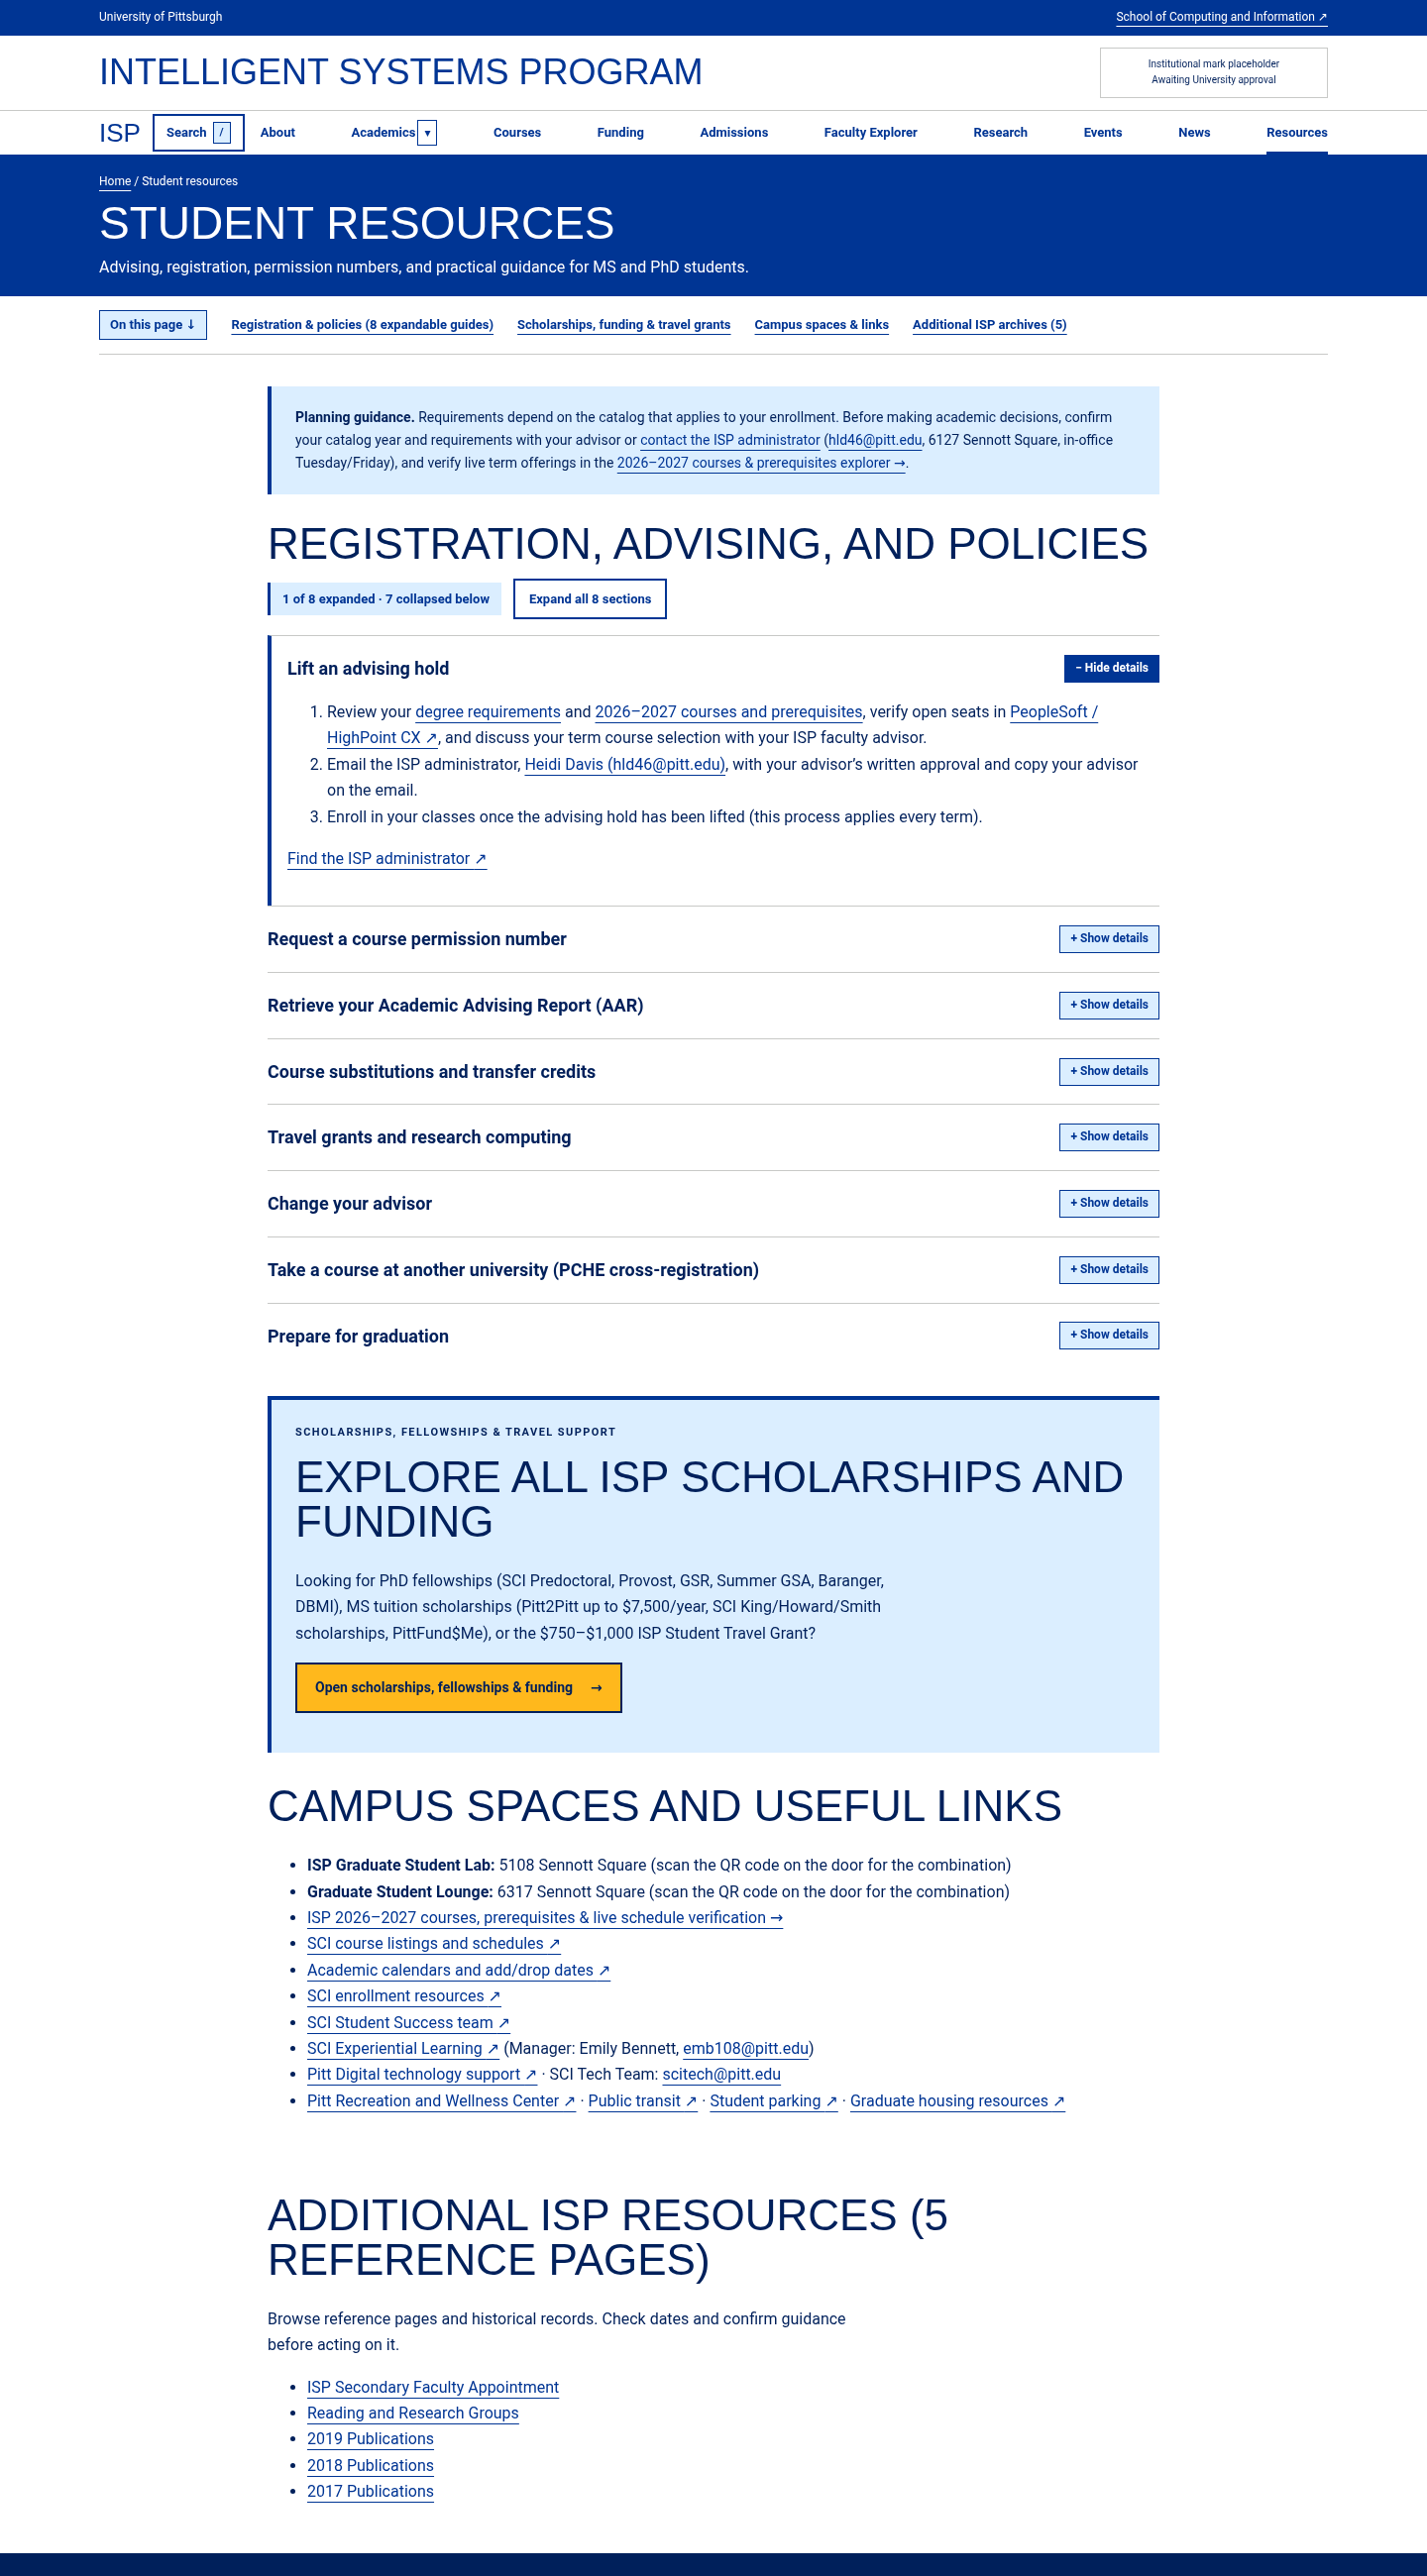 University of Pittsburgh
School of Computing and Information ↗
INTELLIGENT SYSTEMS PROGRAM
Institutional mark placeholder
Awaiting University approval
ISP
Search /
About
Academics ▾
Courses
Funding
Admissions
Faculty Explorer
Research
Events
News
Resources
Home / Student resources
STUDENT RESOURCES
Advising, registration, permission numbers, and practical guidance for MS and PhD students.
On this page ↓
Registration & policies (8 expandable guides)
Scholarships, funding & travel grants
Campus spaces & links
Additional ISP archives (5)
Planning guidance. Requirements depend on the catalog that applies to your enrollment. Before making academic decisions, confirm
your catalog year and requirements with your advisor or contact the ISP administrator (hld46@pitt.edu, 6127 Sennott Square, in-office
Tuesday/Friday), and verify live term offerings in the 2026–2027 courses & prerequisites explorer →.
REGISTRATION, ADVISING, AND POLICIES
1 of 8 expanded · 7 collapsed below
Expand all 8 sections
Lift an advising hold
− Hide details
1. Review your degree requirements and 2026–2027 courses and prerequisites, verify open seats in PeopleSoft /
HighPoint CX ↗, and discuss your term course selection with your ISP faculty advisor.
2. Email the ISP administrator, Heidi Davis (hld46@pitt.edu), with your advisor’s written approval and copy your advisor
on the email.
3. Enroll in your classes once the advising hold has been lifted (this process applies every term).
Find the ISP administrator ↗
Request a course permission number
+ Show details
Retrieve your Academic Advising Report (AAR)
+ Show details
Course substitutions and transfer credits
+ Show details
Travel grants and research computing
+ Show details
Change your advisor
+ Show details
Take a course at another university (PCHE cross-registration)
+ Show details
Prepare for graduation
+ Show details
SCHOLARSHIPS, FELLOWSHIPS & TRAVEL SUPPORT
EXPLORE ALL ISP SCHOLARSHIPS AND
FUNDING
Looking for PhD fellowships (SCI Predoctoral, Provost, GSR, Summer GSA, Baranger,
DBMI), MS tuition scholarships (Pitt2Pitt up to $7,500/year, SCI King/Howard/Smith
scholarships, PittFund$Me), or the $750–$1,000 ISP Student Travel Grant?
Open scholarships, fellowships & funding →
CAMPUS SPACES AND USEFUL LINKS
• ISP Graduate Student Lab: 5108 Sennott Square (scan the QR code on the door for the combination)
• Graduate Student Lounge: 6317 Sennott Square (scan the QR code on the door for the combination)
• ISP 2026–2027 courses, prerequisites & live schedule verification →
• SCI course listings and schedules ↗
• Academic calendars and add/drop dates ↗
• SCI enrollment resources ↗
• SCI Student Success team ↗
• SCI Experiential Learning ↗ (Manager: Emily Bennett, emb108@pitt.edu)
• Pitt Digital technology support ↗ · SCI Tech Team: scitech@pitt.edu
• Pitt Recreation and Wellness Center ↗ · Public transit ↗ · Student parking ↗ · Graduate housing resources ↗
ADDITIONAL ISP RESOURCES (5
REFERENCE PAGES)
Browse reference pages and historical records. Check dates and confirm guidance
before acting on it.
• ISP Secondary Faculty Appointment
• Reading and Research Groups
• 2019 Publications
• 2018 Publications
• 2017 Publications